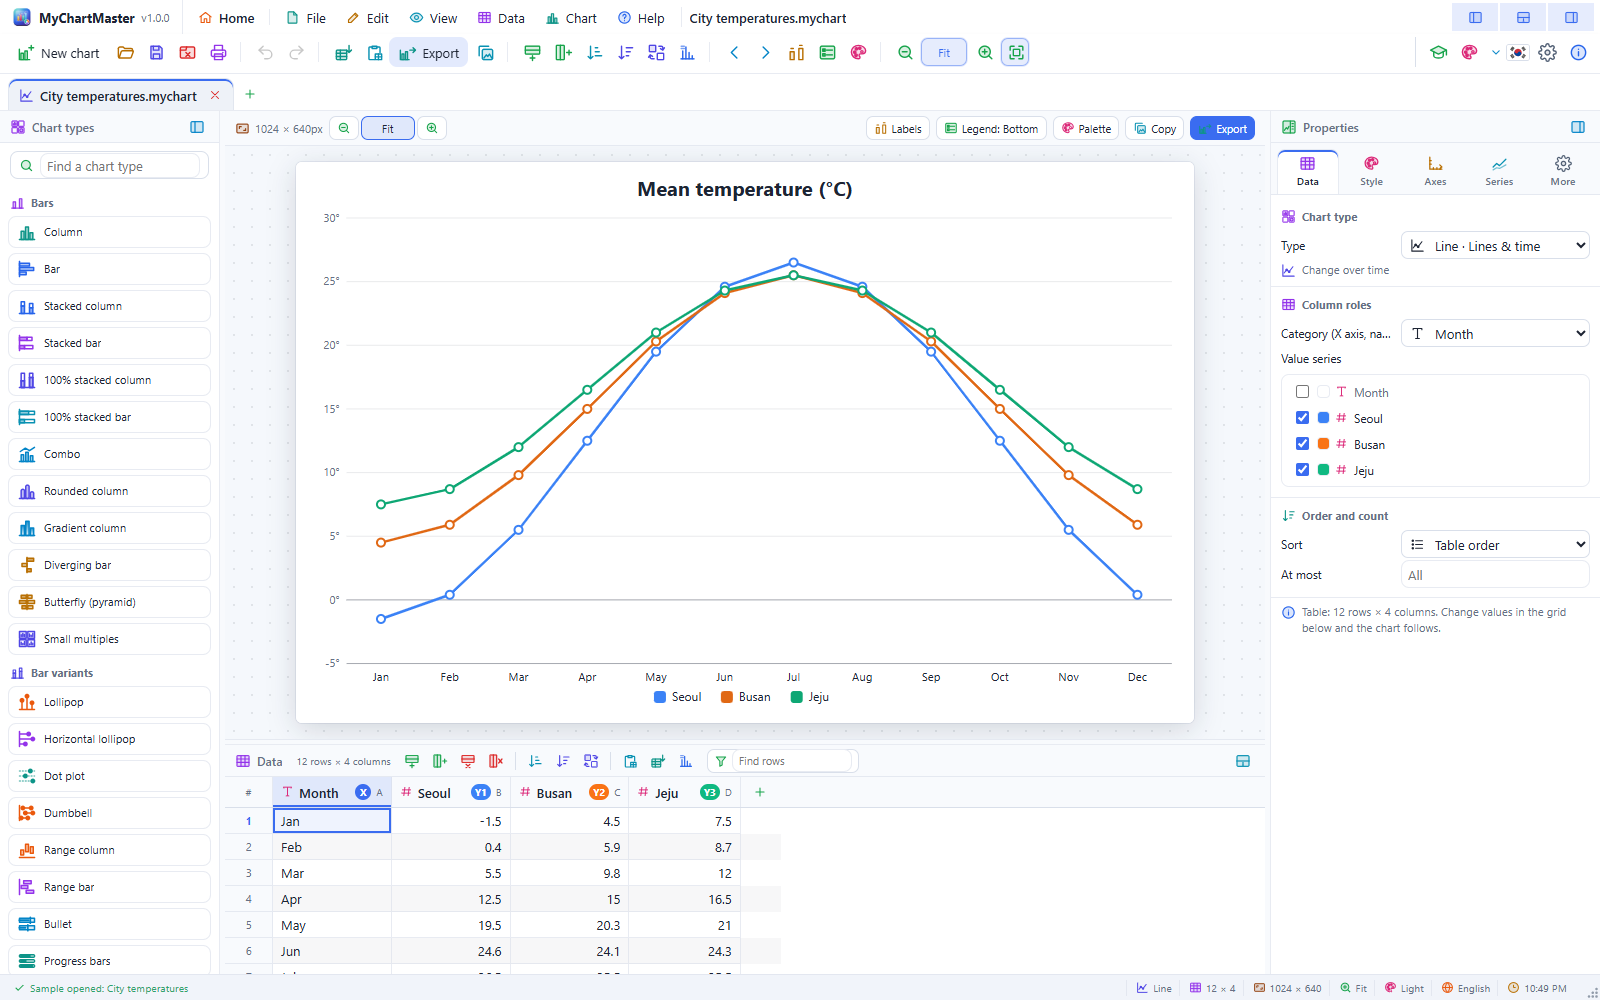 MyChartMaster v1.0.0 Home File Edit View Data Chart Help City temperatures.mychart
New chart Export Fit
City temperatures.mychart
Chart types
Find a chart type
Bars
Column
Bar
Stacked column
Stacked bar
100% stacked column
100% stacked bar
Combo
Rounded column
Gradient column
Diverging bar
Butterfly (pyramid)
Small multiples
Bar variants
Lollipop
Horizontal lollipop
Dot plot
Dumbbell
Range column
Range bar
Bullet
Progress bars
1024 × 640px Fit Labels Legend: Bottom Palette Copy Export
Mean temperature (°C)
30°
25°
20°
15°
10°
5°
0°
-5°
Jan Feb Mar Apr May Jun Jul Aug Sep Oct Nov Dec
Seoul Busan Jeju
Data 12 rows × 4 columns Find rows
# Month X A # Seoul Y1 B # Busan Y2 C # Jeju Y3 D
1 Jan -1.5 4.5 7.5
2 Feb 0.4 5.9 8.7
3 Mar 5.5 9.8 12
4 Apr 12.5 15 16.5
5 May 19.5 20.3 21
6 Jun 24.6 24.1 24.3
Properties
Data Style Axes Series More
Chart type
Type Line · Lines & time
Change over time
Column roles
Category (X axis, na... Month
Value series
Month
# Seoul
# Busan
# Jeju
Order and count
Sort Table order
At most All
Table: 12 rows × 4 columns. Change values in the grid
below and the chart follows.
Sample opened: City temperatures Line 12 × 4 1024 × 640 Fit Light English 10:49 PM